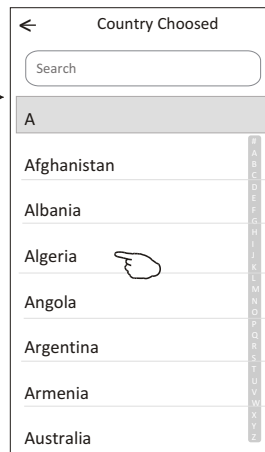 Country Choosed
Search
A
Afghanistan
Albania
Algeria
Angola
Argentina
Armenia
Australia
#
A
B
C
D
E
F
G
H
I
J
K
L
M
N
O
P
Q
R
S
T
U
V
W
X
Y
Z